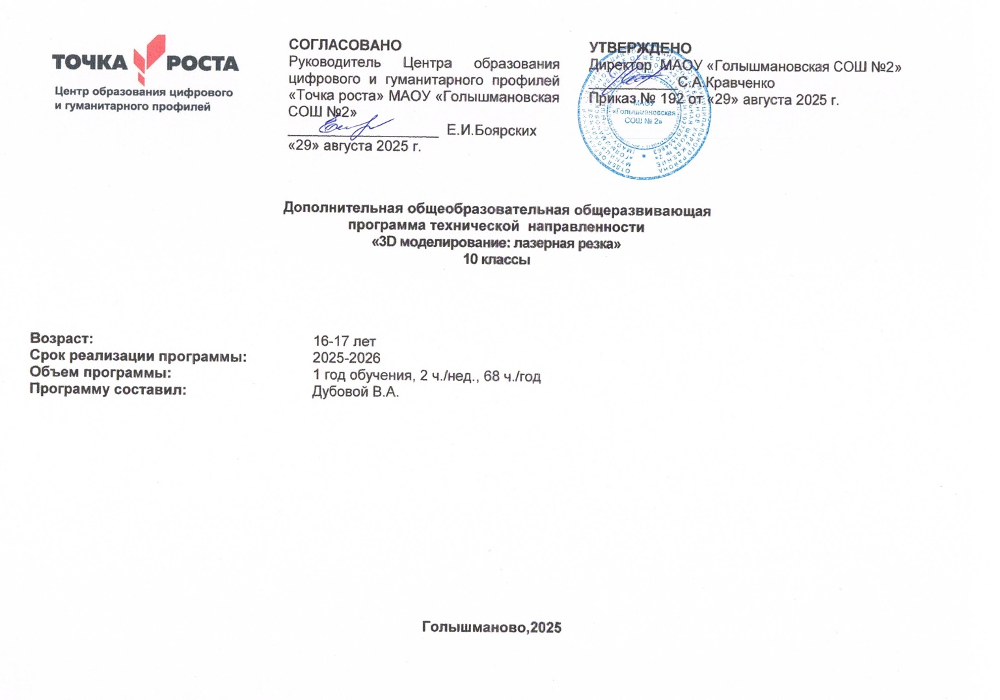 ТОЧКА РОСТА
Центр образования цифрового
и гуманитарного профилей
СОГЛАСОВАНО
Руководитель Центра образования
цифрового и гуманитарного профилей
«Точка роста» МАОУ «Голышмановская
СОШ №2»
Е.И.Боярских
«29» августа 2025 г.
УТВЕРЖДЕНО
Директор МАОУ «Голышмановская СОШ №2»
С.А.Кравченко
Приказ № 192 от «29» августа 2025 г.
МАОУ
«Голышмановская
СОШ № 2»
Дополнительная общеобразовательная общеразвивающая
программа технической направленности
«3D моделирование: лазерная резка»
10 классы
Возраст: 16-17 лет
Срок реализации программы: 2025-2026
Объем программы: 1 год обучения, 2 ч./нед., 68 ч./год
Программу составил: Дубовой В.А.
Голышманово,2025